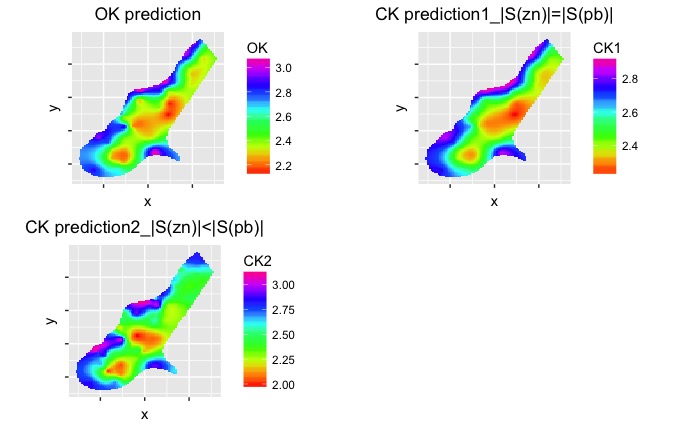 OK prediction
OK
3.0
2.8
2.6
2.4
2.2
y
x
CK prediction1_|S(zn)|=|S(pb)|
CK1
2.8
2.6
2.4
y
x
CK prediction2_|S(zn)|<|S(pb)|
CK2
3.00
2.75
2.50
2.25
2.00
y
x